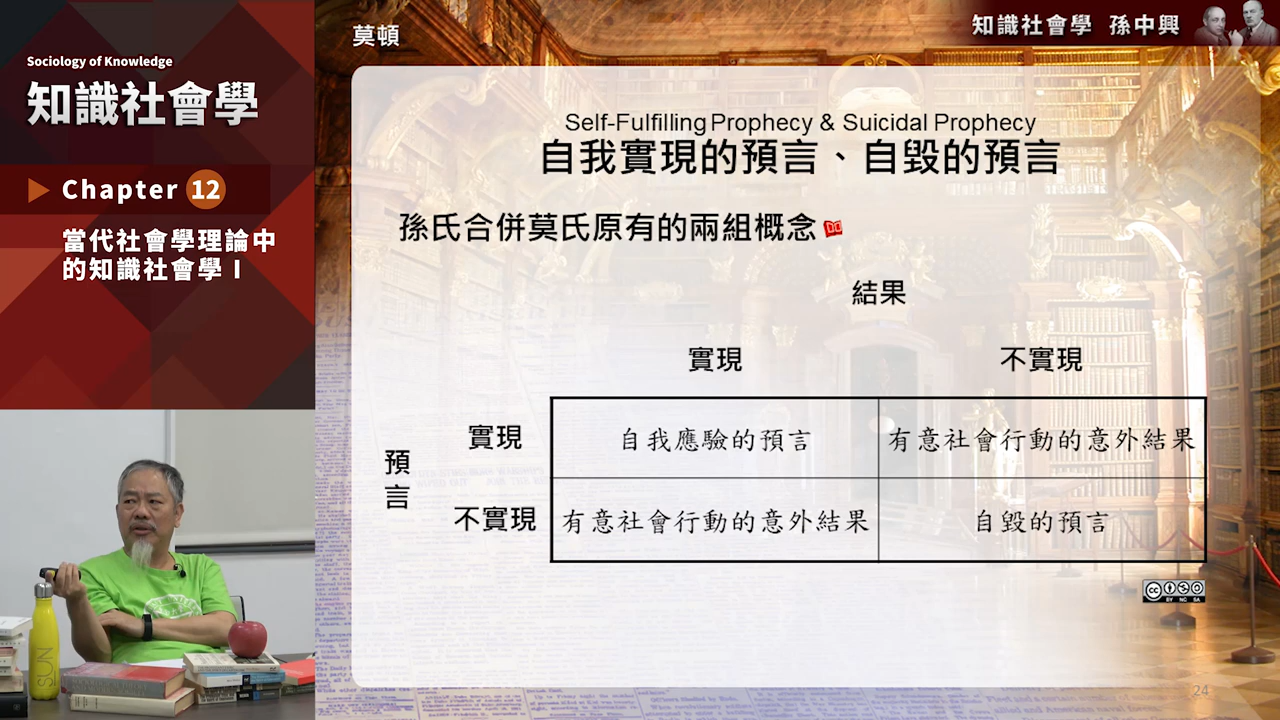 Sociology of Knowledge
知識社會學
Chapter 12
當代社會學理論中
的知識社會學 I
莫頓
知識社會學 孫中興
Self-Fulfilling Prophecy & Suicidal Prophecy
自我實現的預言、自毀的預言
孫氏合併莫氏原有的兩組概念
結果
實現 不實現
預言
實現 自我應驗的預言 有意社會行動的意外結果
不實現 有意社會行動的意外結果 自毀的預言
cc BY NC SA
24
SUN